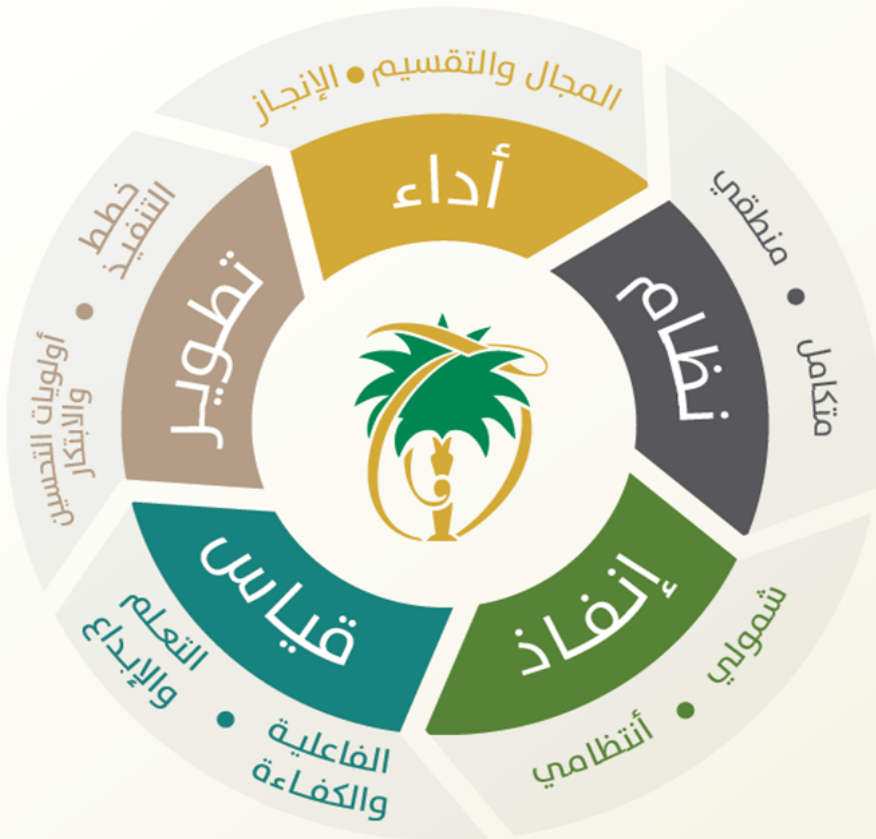 المجال والتقسيم • الإنجاز
أداء
منطقي • متكامل
نظام
شمولي • أنتظامي
إنفاذ
الفاعلية
والكفاءة
•
التعلم
والإبداع
قياس
أولويات التحسين
والابتكار
•
خطط
التنفيذ
تطوير